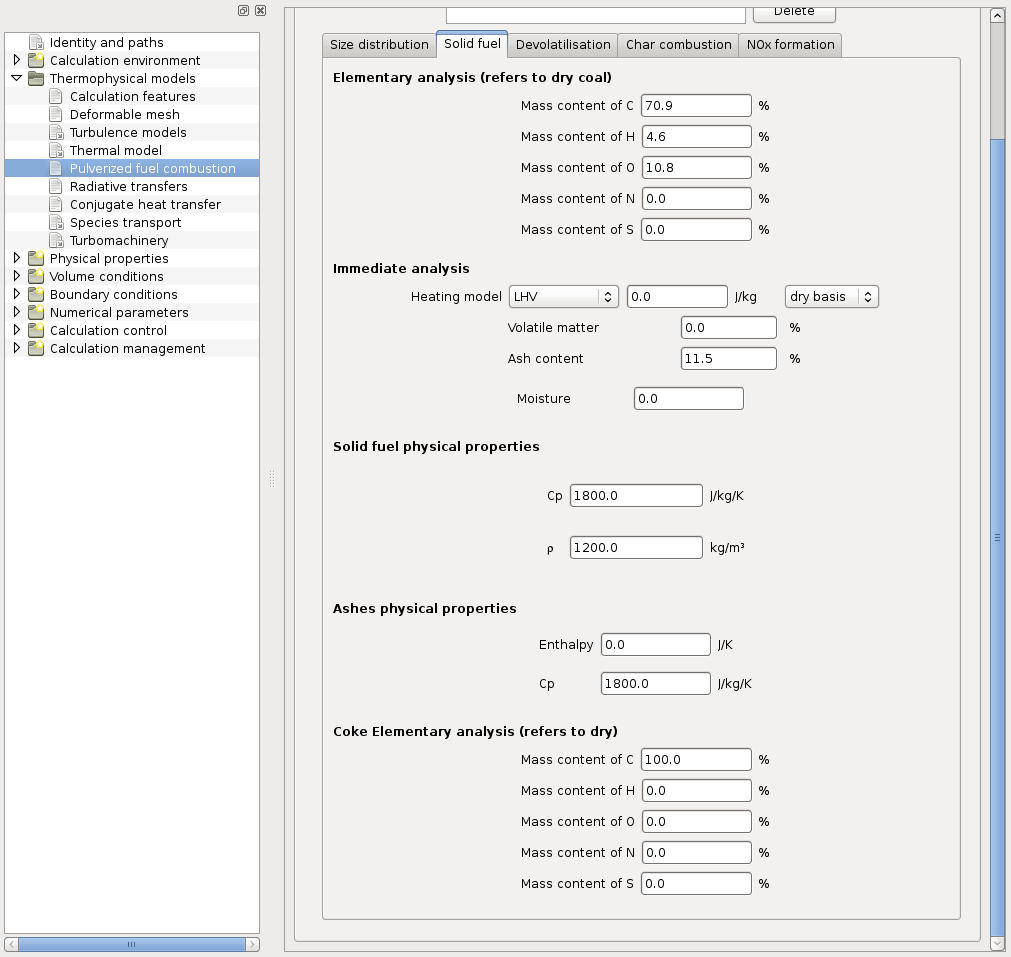 Identity and paths
Calculation environment
Thermophysical models
Calculation features
Deformable mesh
Turbulence models
Thermal model
Pulverized fuel combustion
Radiative transfers
Conjugate heat transfer
Species transport
Turbomachinery
Physical properties
Volume conditions
Boundary conditions
Numerical parameters
Calculation control
Calculation management
Delete
Size distribution Solid fuel Devolatilisation Char combustion NOx formation
Elementary analysis (refers to dry coal)
Mass content of C 70.9 %
Mass content of H 4.6 %
Mass content of O 10.8 %
Mass content of N 0.0 %
Mass content of S 0.0 %
Immediate analysis
Heating model LHV 0.0 J/kg dry basis
Volatile matter 0.0 %
Ash content 11.5 %
Moisture 0.0
Solid fuel physical properties
Cp 1800.0 J/kg/K
ρ 1200.0 kg/m³
Ashes physical properties
Enthalpy 0.0 J/K
Cp 1800.0 J/kg/K
Coke Elementary analysis (refers to dry)
Mass content of C 100.0 %
Mass content of H 0.0 %
Mass content of O 0.0 %
Mass content of N 0.0 %
Mass content of S 0.0 %